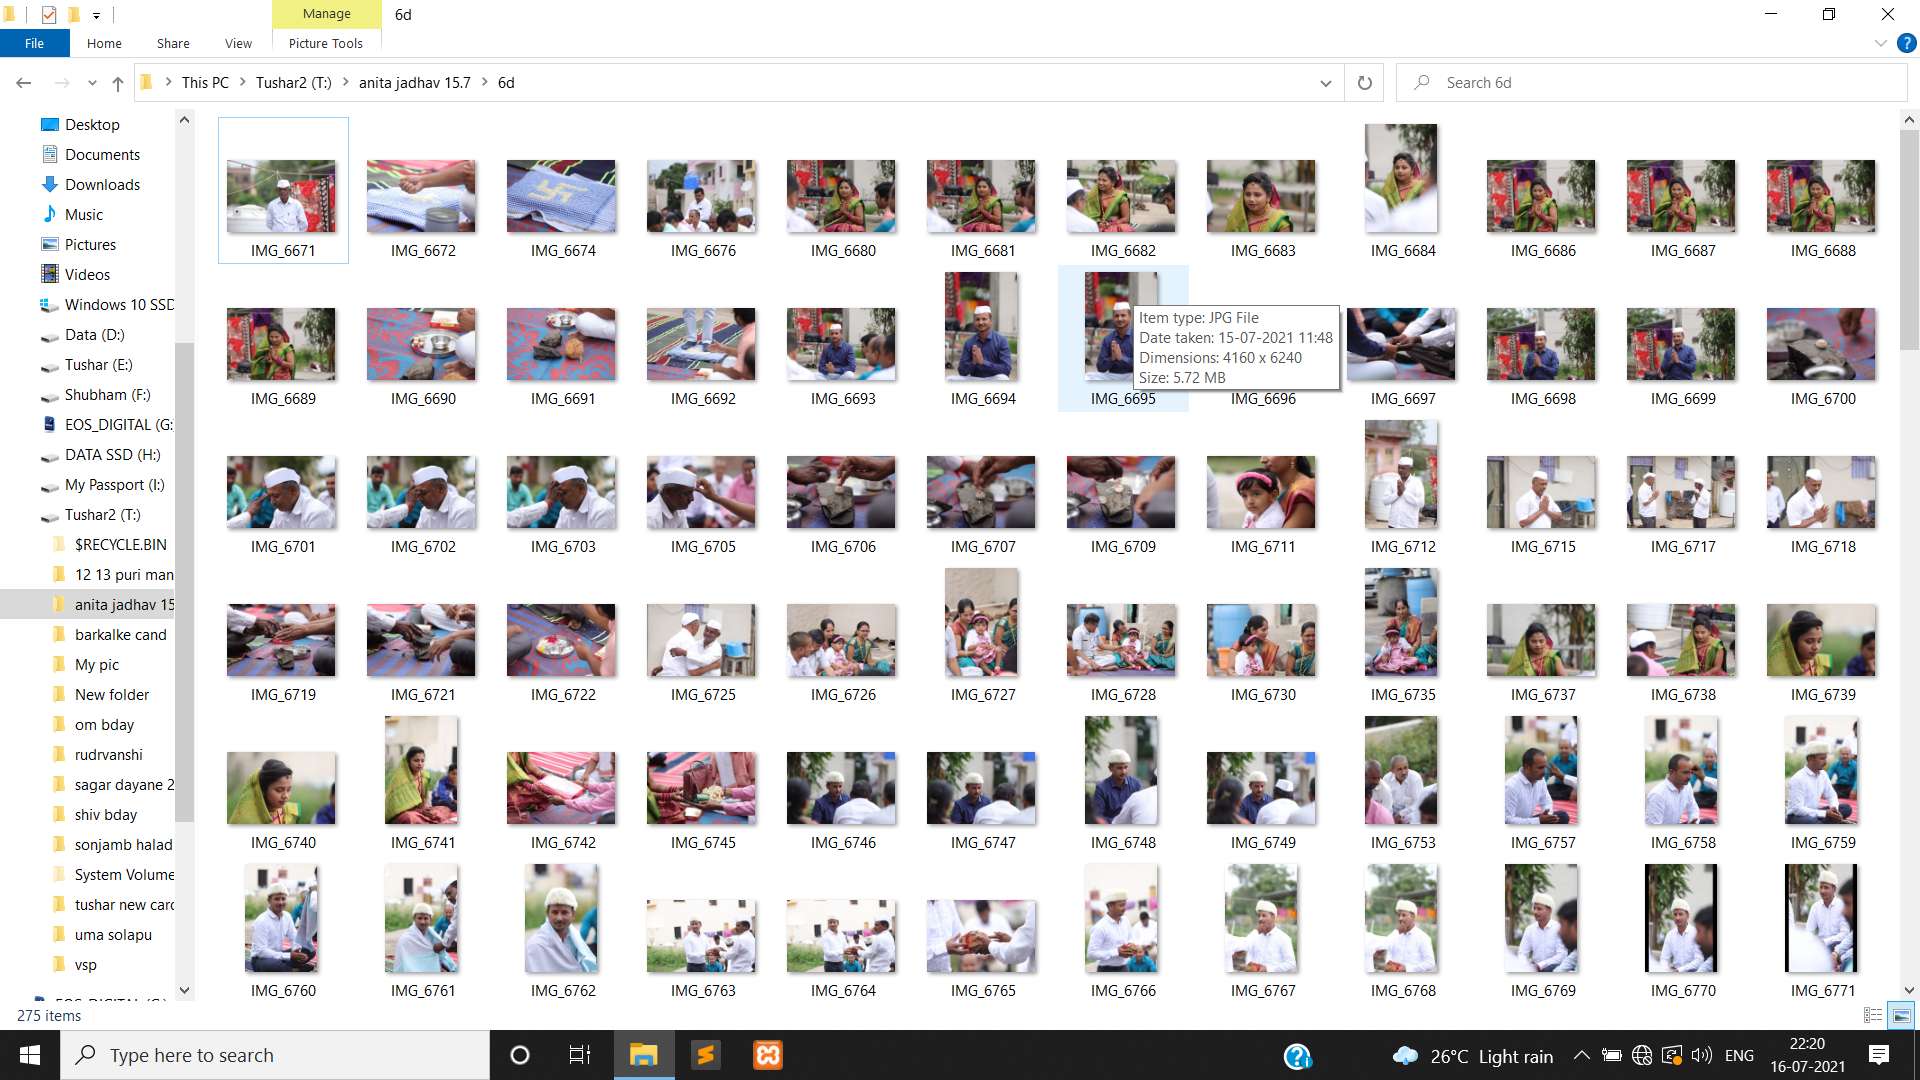 Manage
6d
File
Home
Share
View
Picture Tools
This PC
Tushar2 (T:)
anita jadhav 15.7
6d
Search 6d
Desktop
Documents
Downloads
Music
Pictures
Videos
Windows 10 SSD
Data (D:)
Tushar (E:)
Shubham (F:)
EOS_DIGITAL (G:
DATA SSD (H:)
My Passport (I:)
Tushar2 (T:)
$RECYCLE.BIN
12 13 puri man
anita jadhav 15
barkalke cand
My pic
New folder
om bday
rudrvanshi
sagar dayane 2
shiv bday
sonjamb halad
System Volume
tushar new card
uma solapu
vsp
IMG_6671 IMG_6672 IMG_6674 IMG_6676 IMG_6680 IMG_6681 IMG_6682 IMG_6683 IMG_6684 IMG_6686 IMG_6687 IMG_6688
Item type: JPG File
Date taken: 15-07-2021 11:48
Dimensions: 4160 x 6240
Size: 5.72 MB
IMG_6689 IMG_6690 IMG_6691 IMG_6692 IMG_6693 IMG_6694 IMG_6695 IMG_6696 IMG_6697 IMG_6698 IMG_6699 IMG_6700
IMG_6701 IMG_6702 IMG_6703 IMG_6705 IMG_6706 IMG_6707 IMG_6709 IMG_6711 IMG_6712 IMG_6715 IMG_6717 IMG_6718
IMG_6719 IMG_6721 IMG_6722 IMG_6725 IMG_6726 IMG_6727 IMG_6728 IMG_6730 IMG_6735 IMG_6737 IMG_6738 IMG_6739
IMG_6740 IMG_6741 IMG_6742 IMG_6745 IMG_6746 IMG_6747 IMG_6748 IMG_6749 IMG_6753 IMG_6757 IMG_6758 IMG_6759
IMG_6760 IMG_6761 IMG_6762 IMG_6763 IMG_6764 IMG_6765 IMG_6766 IMG_6767 IMG_6768 IMG_6769 IMG_6770 IMG_6771
275 items
Type here to search
26°C Light rain
ENG
22:20
16-07-2021